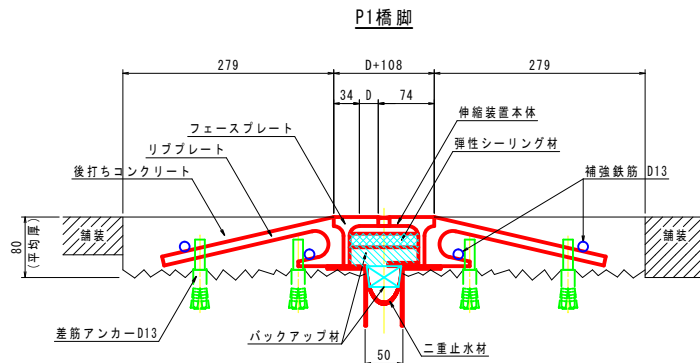 P1橋脚
279
D+108
279
34
D
74
伸縮装置本体
フェースプレート
弾性シーリング材
リブプレート
後打ちコンクリート
補強鉄筋 D13
舗装
舗装
80
(平均厚)
差筋アンカーD13
バックアップ材
二重止水材
50